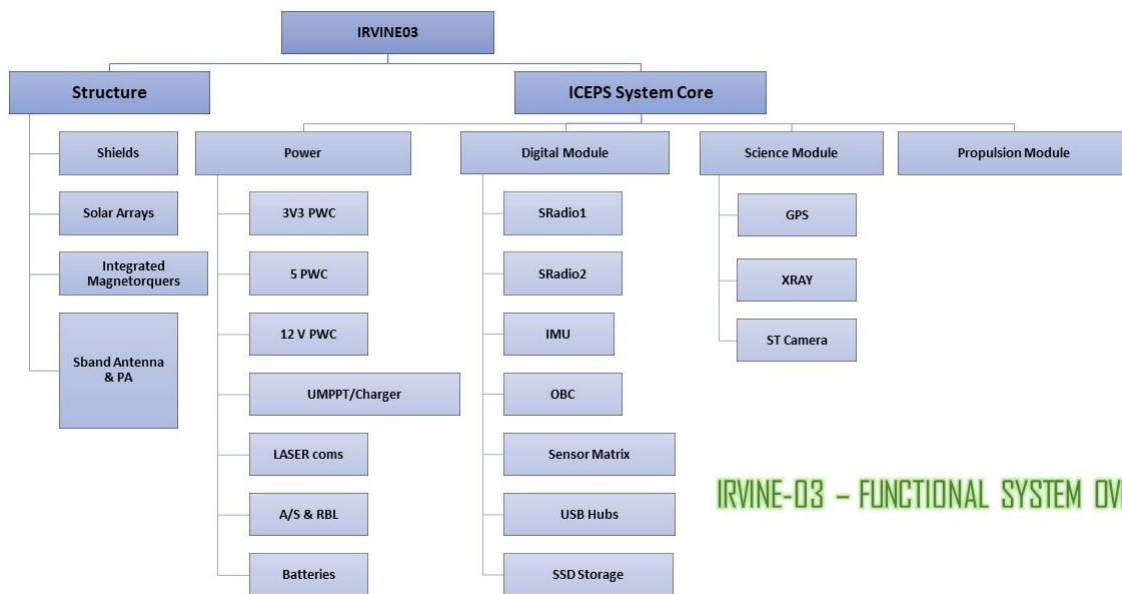 IRVINE03
Structure
ICEPS System Core
Shields
Solar Arrays
Integrated
Magnetorquers
Sband Antenna
& PA
Power
3V3 PWC
5 PWC
12 V PWC
UMPPT/Charger
LASER coms
A/S & RBL
Batteries
Digital Module
SRadio1
SRadio2
IMU
OBC
Sensor Matrix
USB Hubs
SSD Storage
Science Module
GPS
XRAY
ST Camera
Propulsion Module
IRVINE-03 – FUNCTIONAL SYSTEM